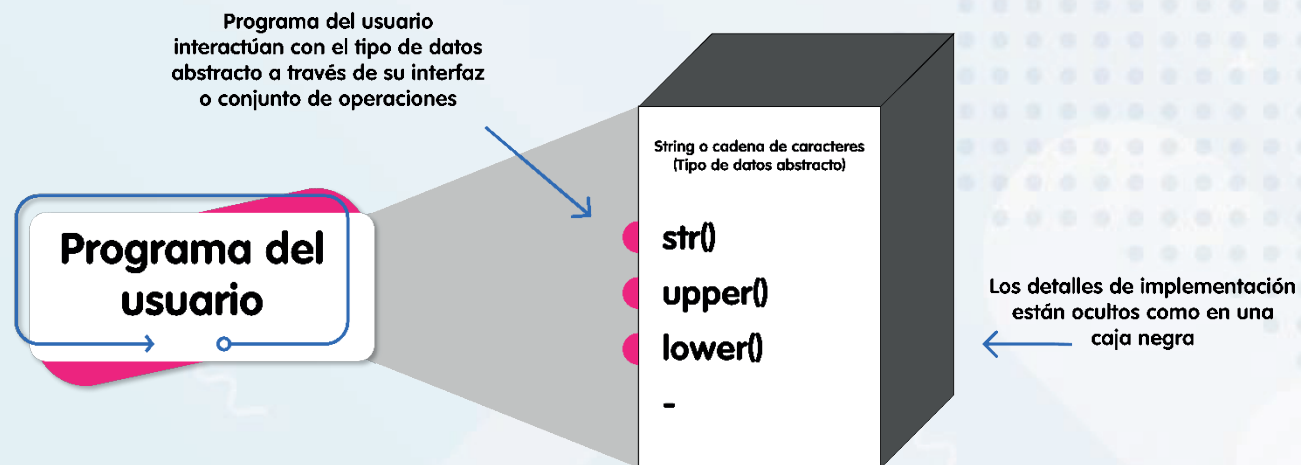 Programa del usuario
interactúan con el tipo de datos
abstracto a través de su interfaz
o conjunto de operaciones
String o cadena de caracteres
(Tipo de datos abstracto)
Programa del
usuario
str()
upper()
lower()
-
Los detalles de implementación
están ocultos como en una
caja negra